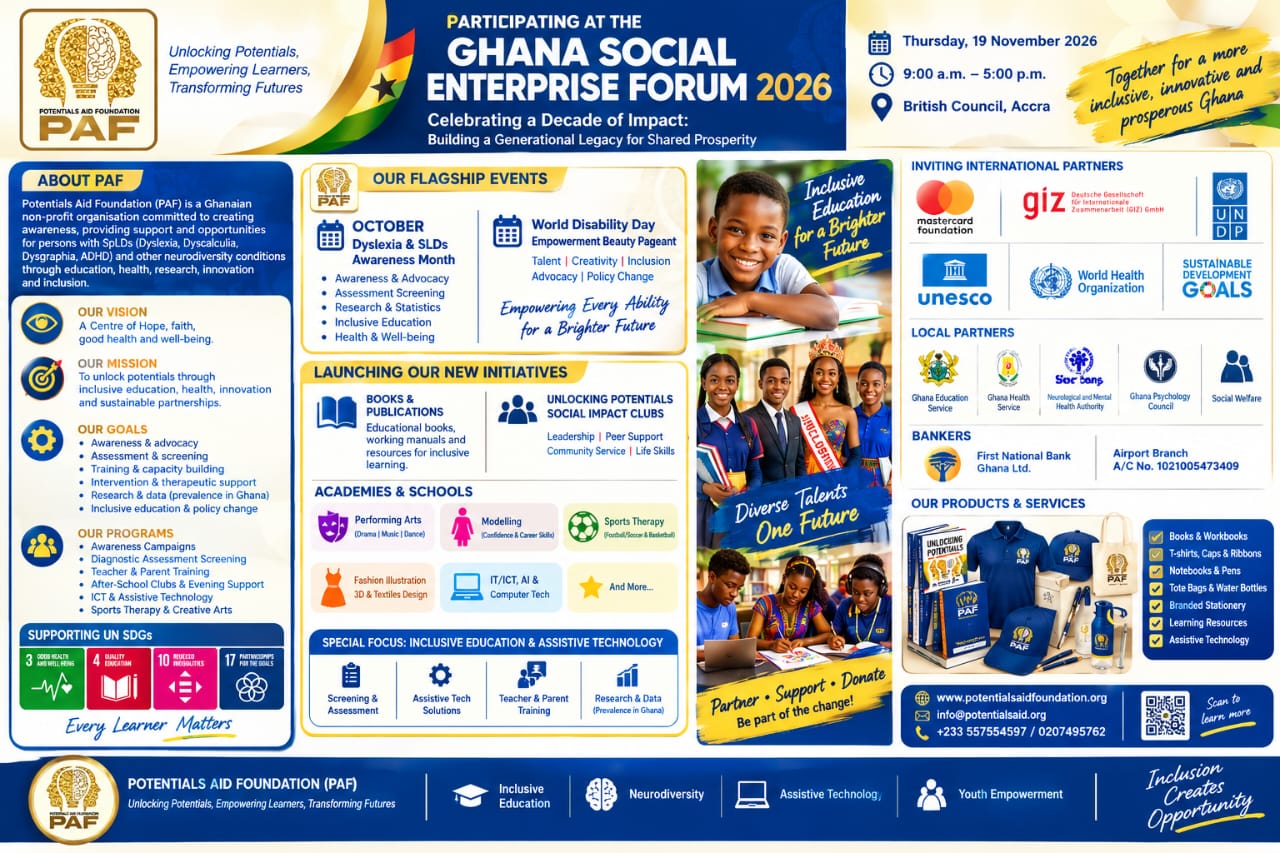 POTENTIALS AID FOUNDATION
PAF
Unlocking Potentials,
Empowering Learners,
Transforming Futures
PARTICIPATING AT THE
GHANA SOCIAL
ENTERPRISE FORUM 2026
Celebrating a Decade of Impact:
Building a Generational Legacy for Shared Prosperity
Thursday, 19 November 2026
9:00 a.m. – 5:00 p.m.
British Council, Accra
Together for a more
inclusive, innovative and
prosperous Ghana
ABOUT PAF
Potentials Aid Foundation (PAF) is a Ghanaian
non-profit organisation committed to creating
awareness, providing support and opportunities
for persons with SpLDs (Dyslexia, Dyscalculia,
Dysgraphia, ADHD) and other neurodiversity conditions
through education, health, research, innovation
and inclusion.
OUR VISION
A Centre of Hope, faith,
good health and well-being.
OUR MISSION
To unlock potentials through
inclusive education, health, innovation
and sustainable partnerships.
OUR GOALS
• Awareness & advocacy
• Assessment & screening
• Training & capacity building
• Intervention & therapeutic support
• Research & data (prevalence in Ghana)
• Inclusive education & policy change
OUR PROGRAMS
• Awareness Campaigns
• Diagnostic Assessment Screening
• Teacher & Parent Training
• After-School Clubs & Evening Support
• ICT & Assistive Technology
• Sports Therapy & Creative Arts
SUPPORTING UN SDGs
3 GOOD HEALTH
AND WELL-BEING
4 QUALITY
EDUCATION
10 REDUCED
INEQUALITIES
17 PARTNERSHIPS
FOR THE GOALS
Every Learner Matters
PAF
OUR FLAGSHIP EVENTS
OCTOBER
Dyslexia & SLDs
Awareness Month
• Awareness & Advocacy
• Assessment Screening
• Research & Statistics
• Inclusive Education
• Health & Well-being
World Disability Day
Empowerment Beauty Pageant
Talent | Creativity | Inclusion
Advocacy | Policy Change
Empowering Every Ability
for a Brighter Future
LAUNCHING OUR NEW INITIATIVES
BOOKS &
PUBLICATIONS
Educational books,
working manuals and
resources for inclusive
learning.
UNLOCKING POTENTIALS
SOCIAL IMPACT CLUBS
Leadership | Peer Support
Community Service | Life Skills
ACADEMIES & SCHOOLS
Performing Arts
(Drama | Music | Dance)
Modelling
(Confidence & Career Skills)
Sports Therapy
(Football/Soccer & Basketball)
Fashion Illustration
3D & Textiles Design
IT/ICT, AI &
Computer Tech
And More...
SPECIAL FOCUS: INCLUSIVE EDUCATION & ASSISTIVE TECHNOLOGY
Screening &
Assessment
Assistive Tech
Solutions
Teacher & Parent
Training
Research & Data
(Prevalence in Ghana)
Inclusive
Education
for a Brighter
Future
Diverse Talents
One Future
Partner • Support • Donate
Be part of the change!
INVITING INTERNATIONAL PARTNERS
mastercard
foundation
giz Deutsche Gesellschaft
für Internationale
Zusammenarbeit (GIZ) GmbH
UN
DP
unesco
World Health
Organization
SUSTAINABLE
DEVELOPMENT
GOALS
LOCAL PARTNERS
Ghana Education
Service
Ghana Health
Service
Neurological and Mental
Health Authority
Ghana Psychology
Council
Social Welfare
BANKERS
First National Bank
Ghana Ltd.
Airport Branch
A/C No. 1021005473409
OUR PRODUCTS & SERVICES
UNLOCKING
POTENTIALS
PAF
PAF
PAF
Books & Workbooks
T-shirts, Caps & Ribbons
Notebooks & Pens
Tote Bags & Water Bottles
Branded Stationery
Learning Resources
Assistive Technology
www.potentialsaidfoundation.org
info@potentialsaid.org
+233 557554597 / 0207495762
Scan to
learn more
PAF
POTENTIALS AID FOUNDATION (PAF)
Unlocking Potentials, Empowering Learners, Transforming Futures
Inclusive
Education
Neurodiversity
Assistive Technology
Youth Empowerment
Inclusion
Creates
Opportunity